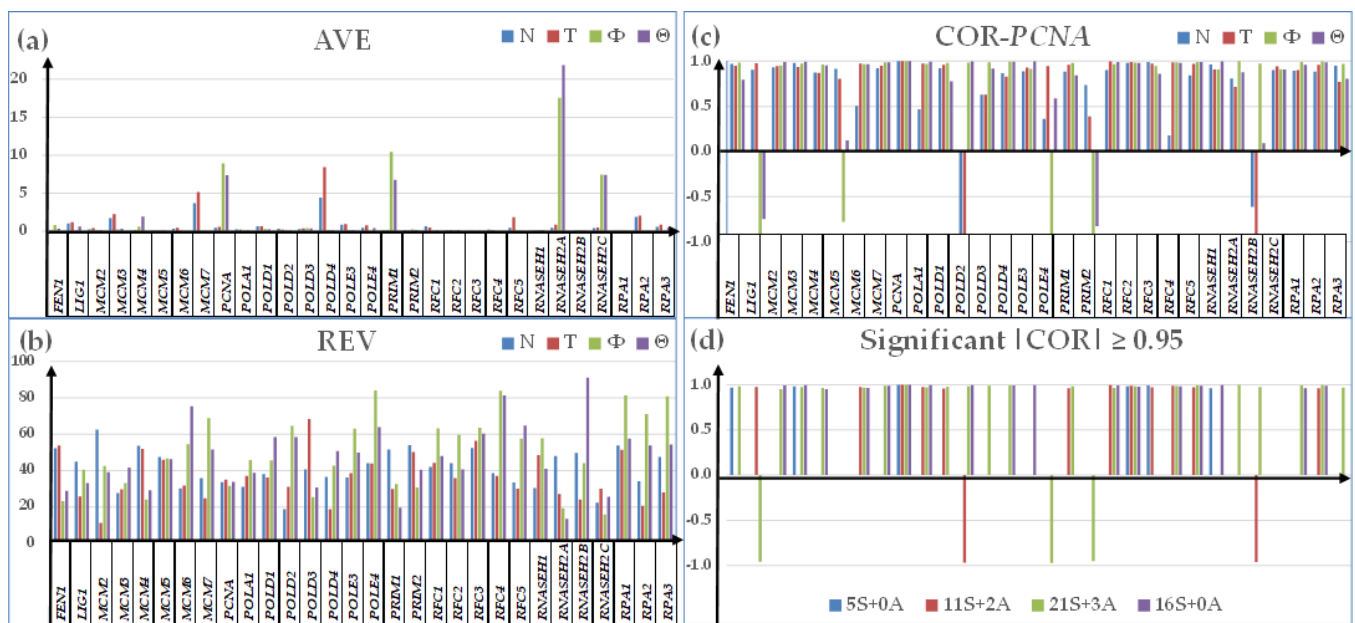 (a)
AVE
N T Φ Θ
20
15
10
5
0
FEN1
LIG1
MCM2
MCM3
MCM4
MCM5
MCM6
MCM7
PCNA
POLA1
POLD1
POLD2
POLD3
POLD4
POLE3
POLE4
PRIM1
PRIM2
RFC1
RFC2
RFC3
RFC4
RFC5
RNASEH1
RNASEH2A
RNASEH2B
RNASEH2C
RPA1
RPA2
RPA3
(b)
REV
N T Φ Θ
100
80
60
40
20
0
FEN1
LIG1
MCM2
MCM3
MCM4
MCM5
MCM6
MCM7
PCNA
POLA1
POLD1
POLD2
POLD3
POLD4
POLE3
POLE4
PRIM1
PRIM2
RFC1
RFC2
RFC3
RFC4
RFC5
RNASEH1
RNASEH2A
RNASEH2B
RNASEH2C
RPA1
RPA2
RPA3
(c)
COR-PCNA
N T Φ Θ
1.0
0.5
0.0
-0.5
-1.0
FEN1
LIG1
MCM2
MCM3
MCM4
MCM5
MCM6
MCM7
PCNA
POLA1
POLD1
POLD2
POLD3
POLD4
POLE3
POLE4
PRIM1
PRIM2
RFC1
RFC2
RFC3
RFC4
RFC5
RNASEH1
RNASEH2A
RNASEH2B
RNASEH2C
RPA1
RPA2
RPA3
(d)
Significant |COR| ≥ 0.95
1.0
0.5
0.0
-0.5
-1.0
5S+0A 11S+2A 21S+3A 16S+0A